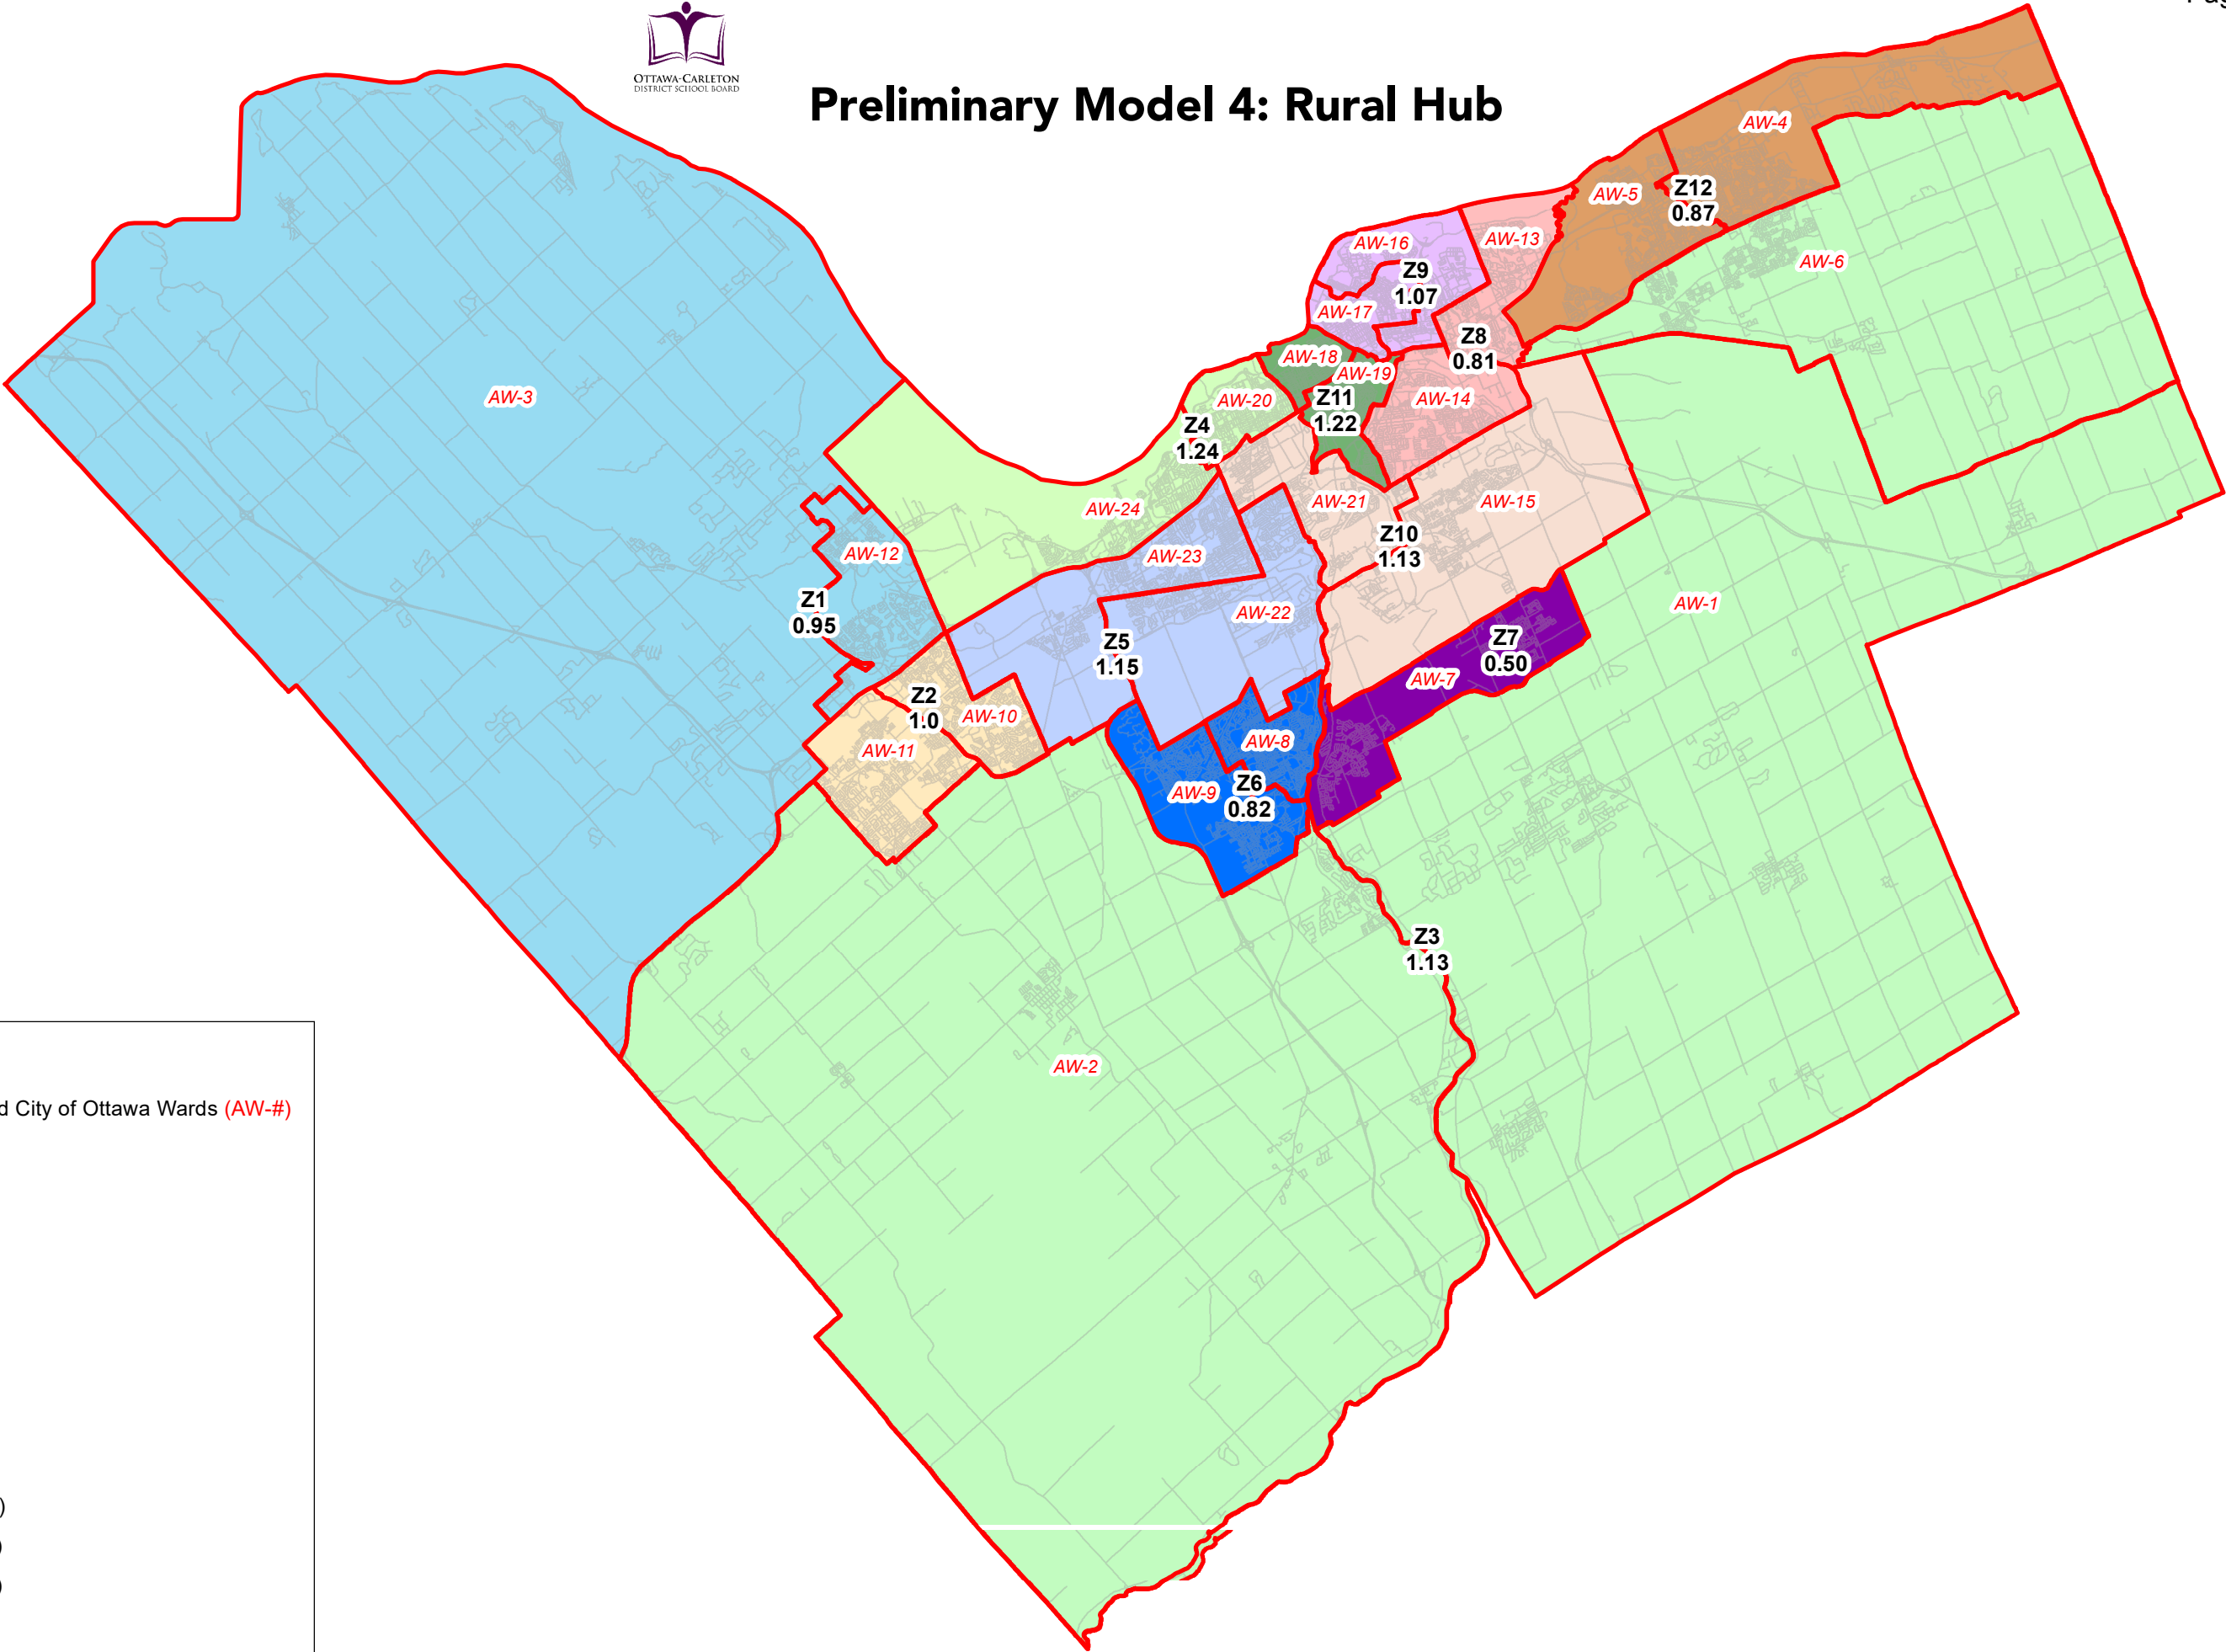 Pag
OTTAWA-CARLETON
DISTRICT SCHOOL BOARD
Preliminary Model 4: Rural Hub
AW-4
AW-5
Z12
0.87
AW-16
AW-13
AW-6
Z9
1.07
AW-17
Z8
0.81
AW-18
AW-19
AW-3
AW-20
Z11
1.22
AW-14
Z4
1.24
AW-24
AW-21
AW-15
AW-12
AW-23
Z10
1.13
Z1
0.95
AW-22
AW-1
Z5
1.15
Z7
0.50
AW-7
Z2
1.0
AW-10
AW-11
AW-8
AW-9
Z6
0.82
Z3
1.13
AW-2
d City of Ottawa Wards (AW-#)
)
)
)